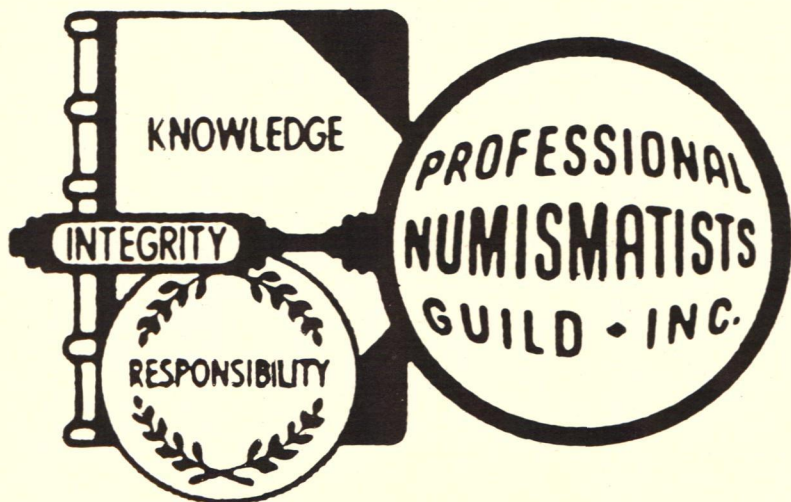 KNOWLEDGE
INTEGRITY
RESPONSIBILITY
PROFESSIONAL
NUMISMATISTS
GUILD • INC.